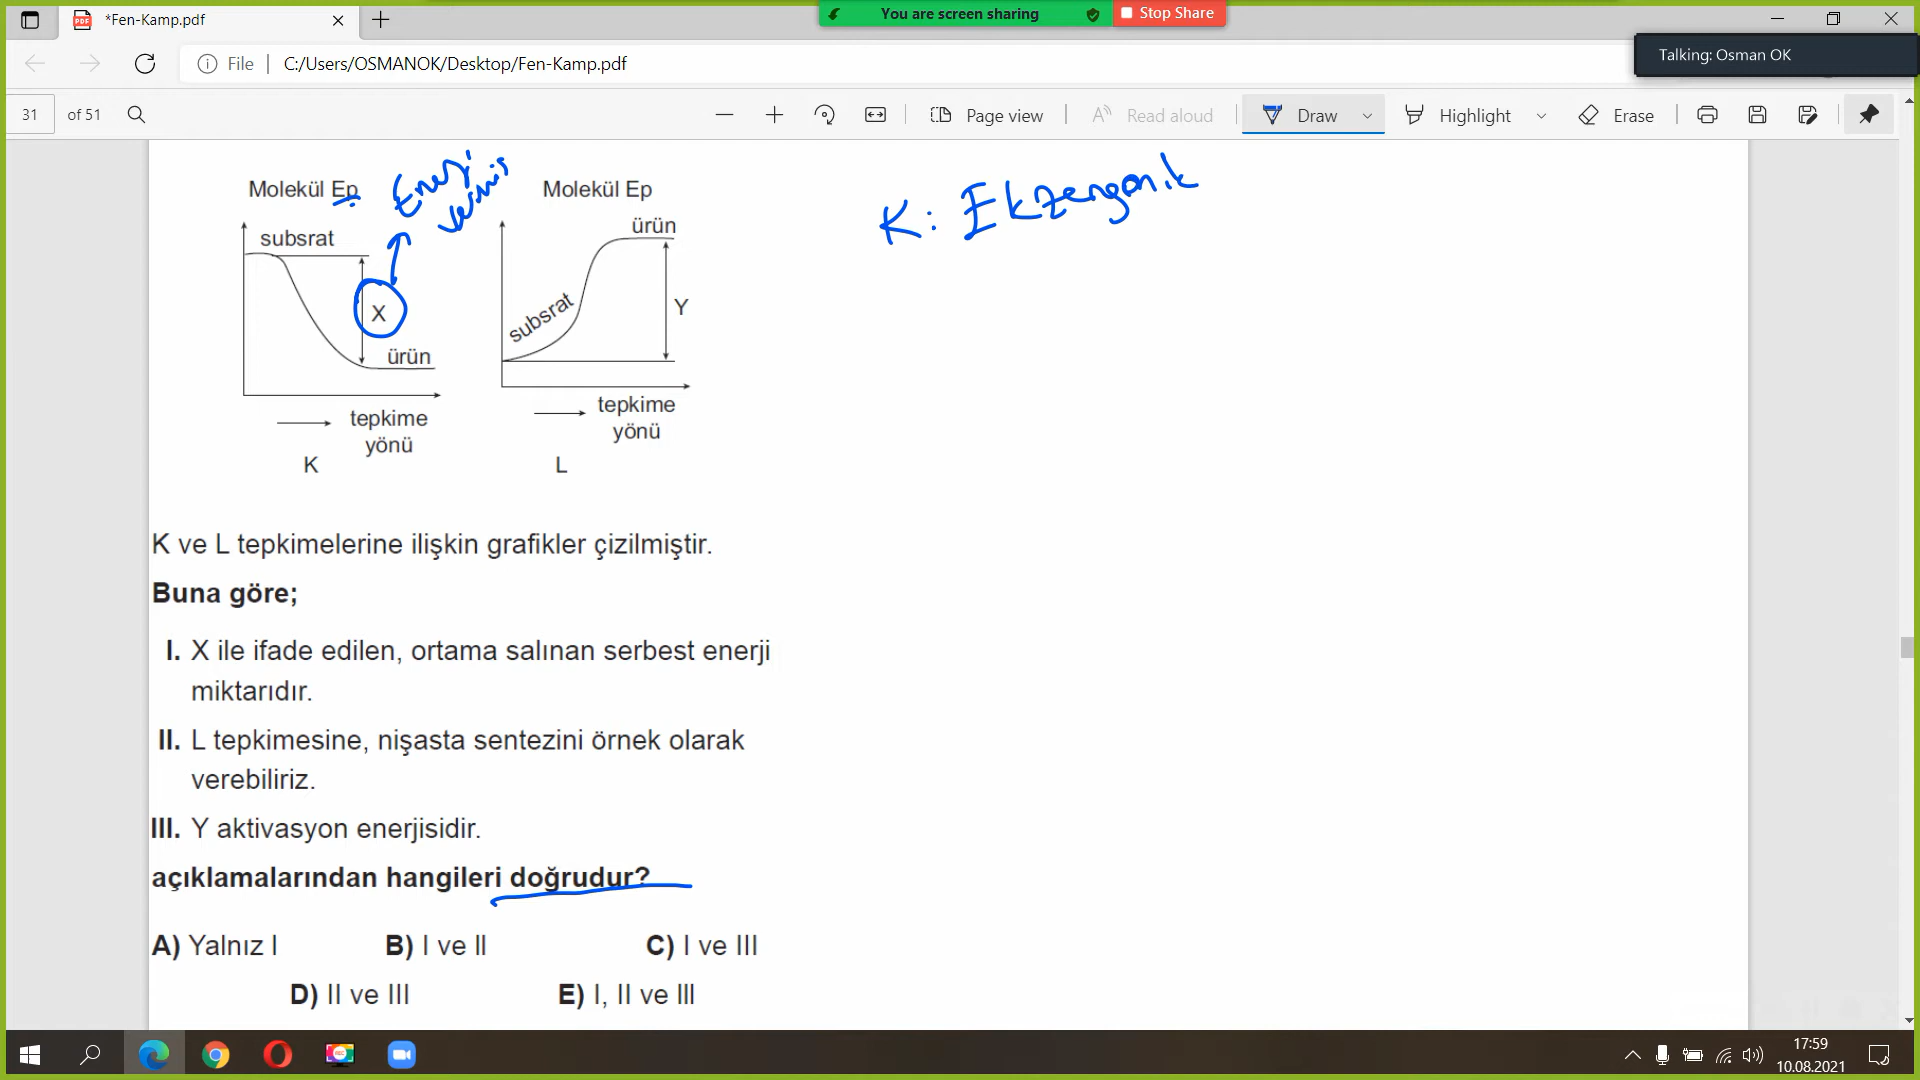 *Fen-Kamp.pdf
You are screen sharing
Stop Share
Talking: Osman OK
File
C:/Users/OSMANOK/Desktop/Fen-Kamp.pdf
31 of 51
Page view
Read aloud
Draw
Highlight
Erase
Molekül Ep
Enerji
Molekül Ep
K: Ekzergonik
subsrat
ürün
X
subsrat
Y
ürün
tepkime
yönü
tepkime
yönü
K
L
K ve L tepkimelerine ilişkin grafikler çizilmiştir.
Buna göre;
I. X ile ifade edilen, ortama salınan serbest enerji
miktarıdır.
II. L tepkimesine, nişasta sentezini örnek olarak
verebiliriz.
III. Y aktivasyon enerjisidir.
açıklamalarından hangileri doğrudur?
A) Yalnız I B) I ve II C) I ve III
D) II ve III E) I, II ve III
17:59
10.08.2021